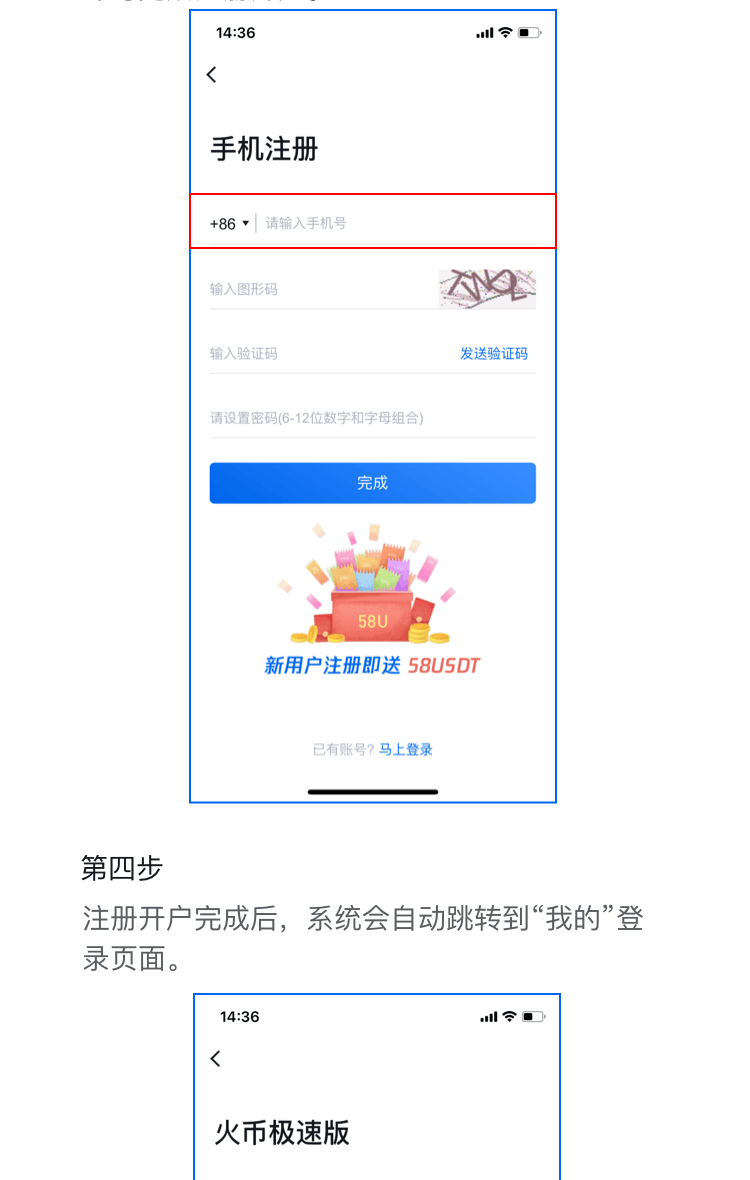 14:36
手机注册
+86
请输入手机号
输入图形码
输入验证码
发送验证码
请设置密码(6-12位数字和字母组合)
完成
58U
新用户注册即送 58USDT
已有账号? 马上登录
第四步
注册开户完成后，系统会自动跳转到“我的”登
录页面。
14:36
火币极速版